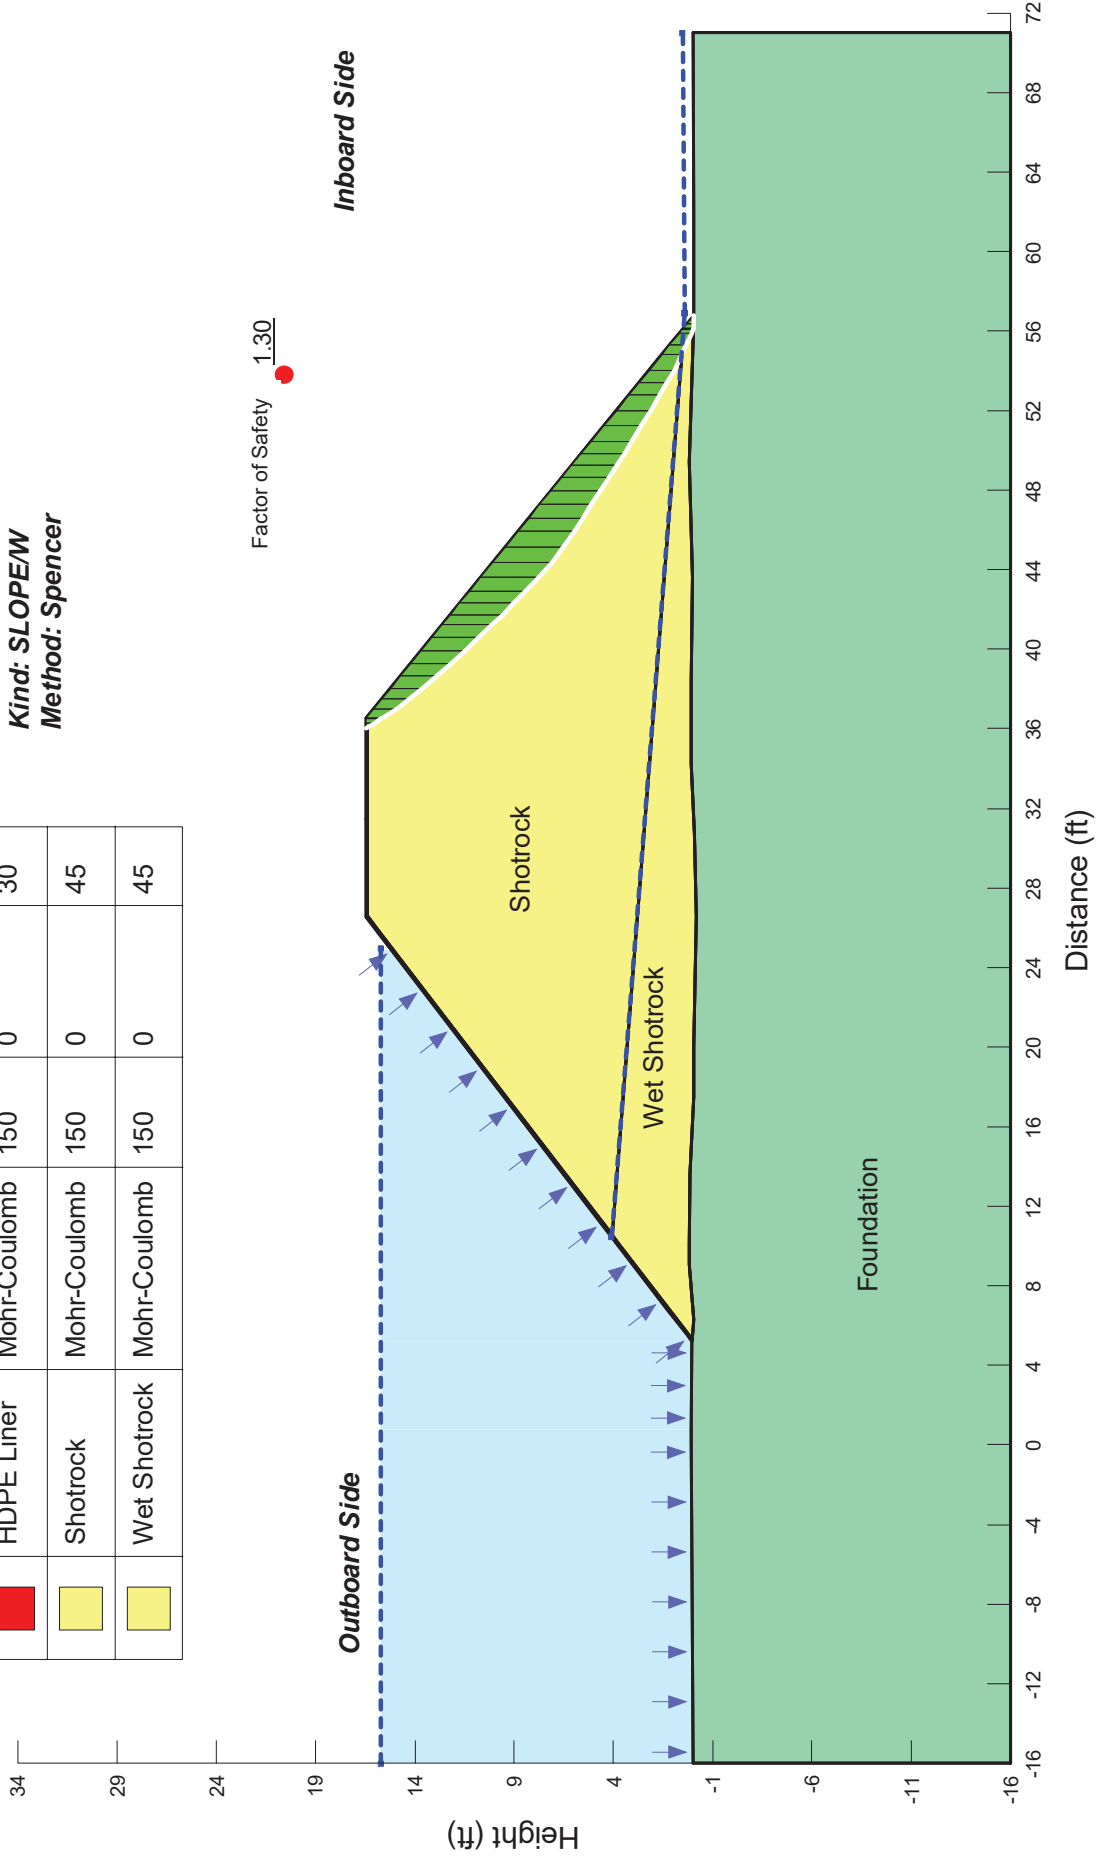 Kind: SLOPE/W
Method: Spencer
HDPE Liner Mohr-Coulomb 150 0 30
Shotrock Mohr-Coulomb 150 0 45
Wet Shotrock Mohr-Coulomb 150 0 45
Factor of Safety 1.30
Outboard Side
Inboard Side
Shotrock
Wet Shotrock
Foundation
Height (ft)
34
29
24
19
14
9
4
-1
-6
-11
-16
-16 -12 -8 -4 0 4 8 12 16 20 24 28 32 36 40 44 48 52 56 60 64 68 72
Distance (ft)